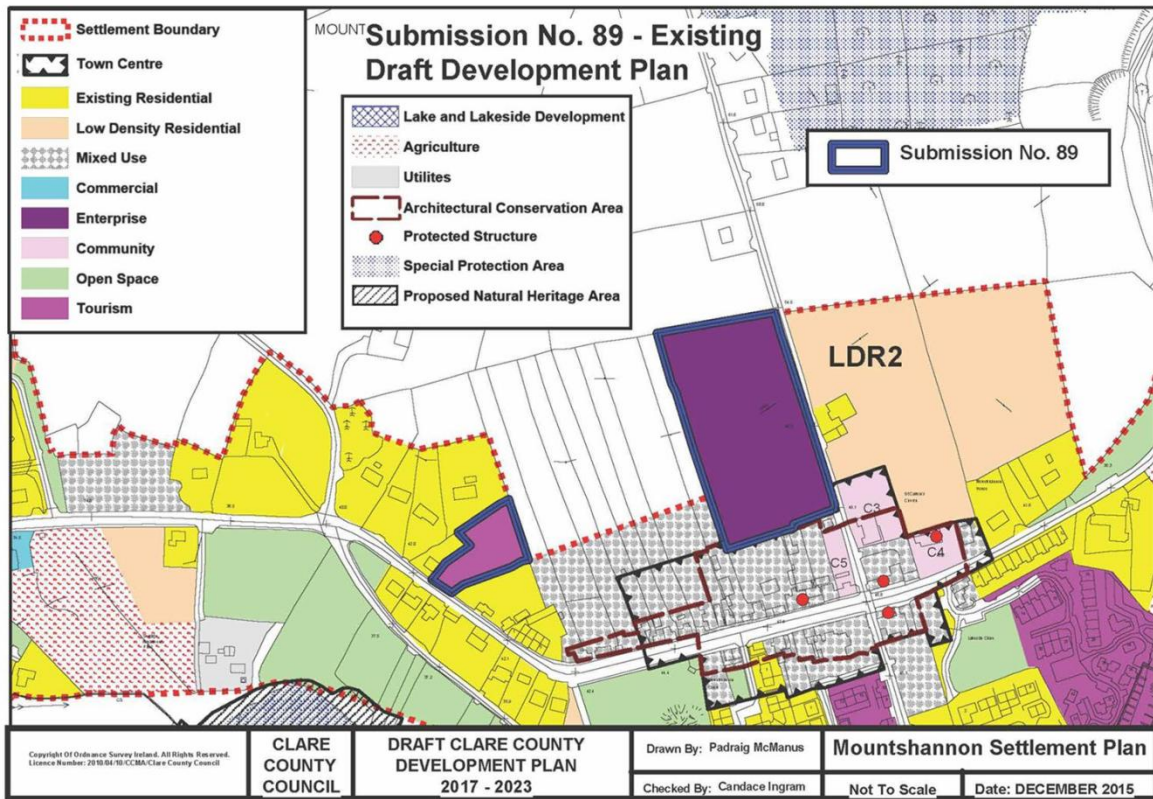 Settlement Boundary
Town Centre
Existing Residential
Low Density Residential
Mixed Use
Commercial
Enterprise
Community
Open Space
Tourism
MOUNT
Submission No. 89 - Existing
Draft Development Plan
Lake and Lakeside Development
Agriculture
Utilites
Architectural Conservation Area
Protected Structure
Special Protection Area
Proposed Natural Heritage Area
Submission No. 89
LDR2
C3
C4
C5
Copyright Of Ordnance Survey Ireland. All Rights Reserved.
Licence Number: 2010/04/10/CCMA/Clare County Council
CLARE
COUNTY
COUNCIL
DRAFT CLARE COUNTY
DEVELOPMENT PLAN
2017 - 2023
Drawn By: Padraig McManus
Checked By: Candace Ingram
Mountshannon Settlement Plan
Not To Scale
Date: DECEMBER 2015